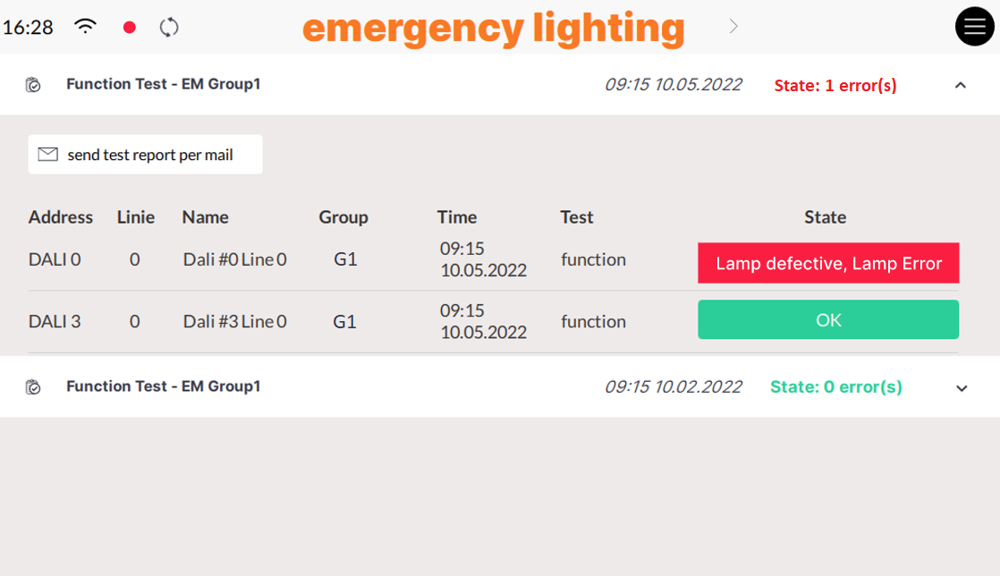 16:28 emergency lighting
Function Test - EM Group1 09:15 10.05.2022 State: 1 error(s)
send test report per mail
Address Linie Name Group Time Test State
DALI 0 0 Dali #0 Line 0 G1 09:15 function Lamp defective, Lamp Error
10.05.2022
DALI 3 0 Dali #3 Line 0 G1 09:15 function OK
10.05.2022
Function Test - EM Group1 09:15 10.02.2022 State: 0 error(s)